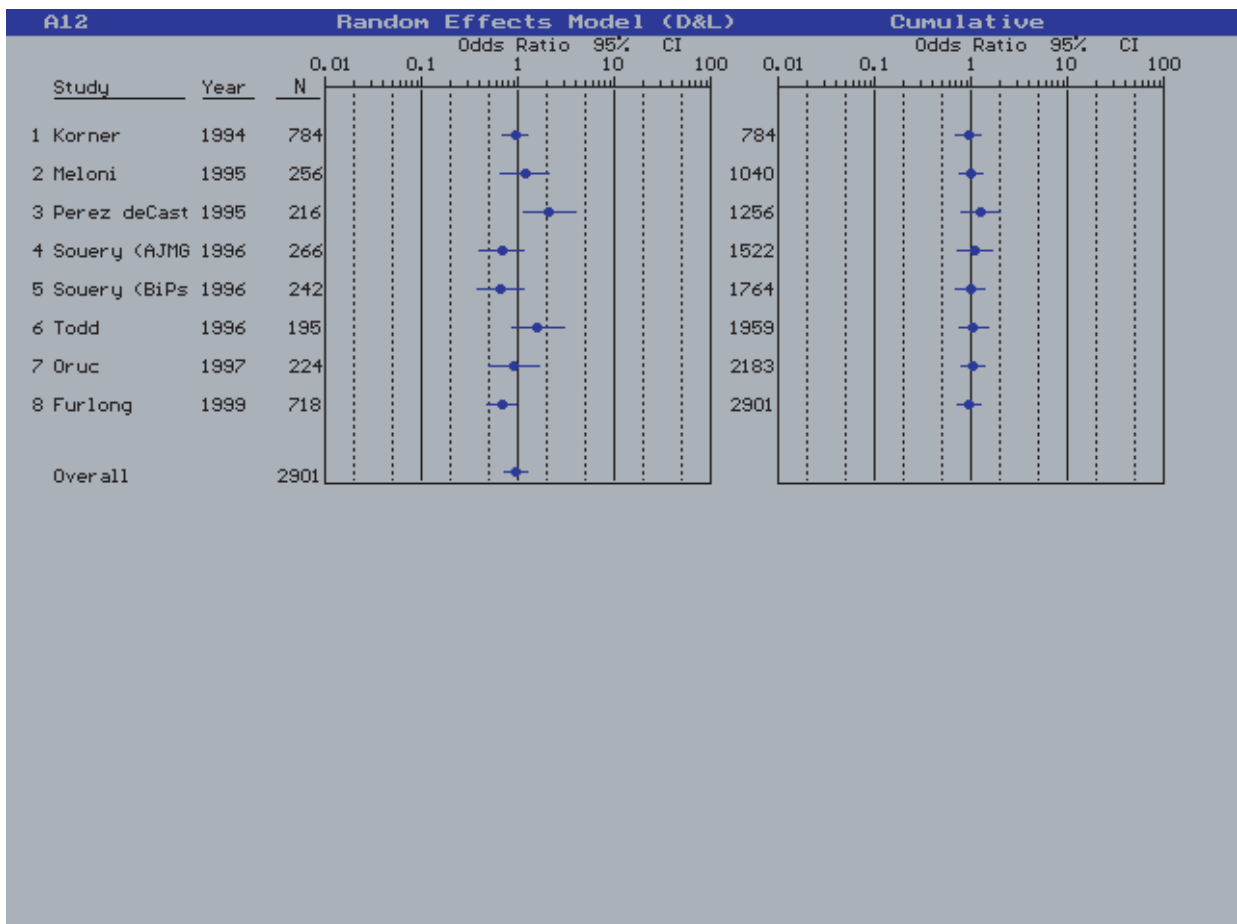 A12 Random Effects Model (D&L) Cumulative
Odds Ratio 95% CI Odds Ratio 95% CI
0.01 0.1 1 10 100 0.01 0.1 1 10 100
Study Year N
1 Korner 1994 784 784
2 Meloni 1995 256 1040
3 Perez deCast 1995 216 1256
4 Souery (AJMG 1996 266 1522
5 Souery (BiPs 1996 242 1764
6 Todd 1996 195 1959
7 Oruc 1997 224 2183
8 Furlong 1999 718 2901
Overall 2901